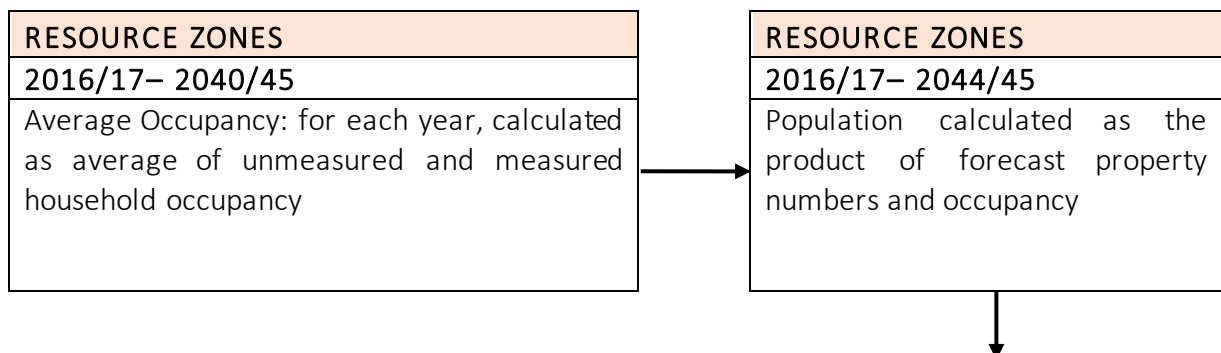 RESOURCE ZONES
2016/17– 2040/45
Average Occupancy: for each year, calculated
as average of unmeasured and measured
household occupancy
RESOURCE ZONES
2016/17– 2044/45
Population calculated as the
product of forecast property
numbers and occupancy